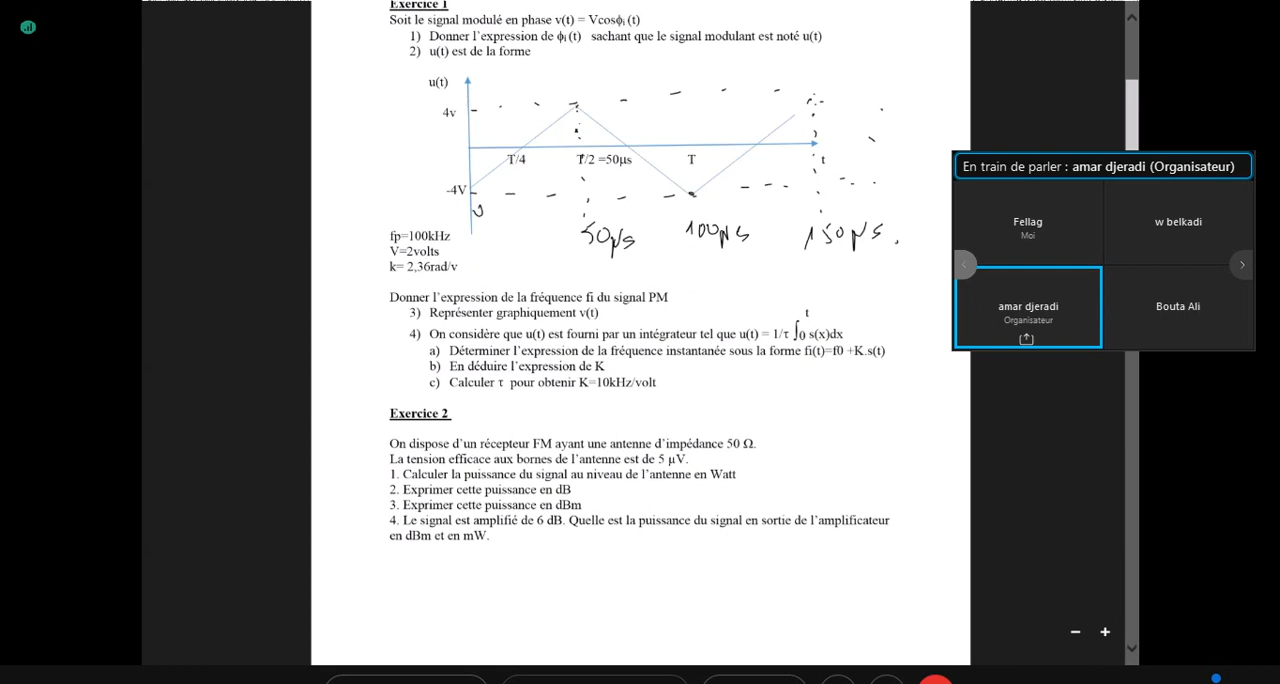 Exercice 1
Soit le signal modulé en phase v(t) = Vcosϕi (t)
1) Donner l'expression de ϕi (t) sachant que le signal modulant est noté u(t)
2) u(t) est de la forme
u(t)
4v
T/4 T/2 =50µs T t
-4V
0
50µs 100µs 150µs.
fp=100kHz
V=2volts
k= 2,36rad/v
Donner l'expression de la fréquence fi du signal PM
3) Représenter graphiquement v(t)
4) On considère que u(t) est fourni par un intégrateur tel que u(t) = 1/τ ∫0 t s(x)dx
a) Déterminer l'expression de la fréquence instantanée sous la forme fi(t)=f0 +K.s(t)
b) En déduire l'expression de K
c) Calculer τ pour obtenir K=10kHz/volt
Exercice 2
On dispose d'un récepteur FM ayant une antenne d'impédance 50 Ω.
La tension efficace aux bornes de l'antenne est de 5 µV.
1. Calculer la puissance du signal au niveau de l'antenne en Watt
2. Exprimer cette puissance en dB
3. Exprimer cette puissance en dBm
4. Le signal est amplifié de 6 dB. Quelle est la puissance du signal en sortie de l'amplificateur
en dBm et en mW.
En train de parler : amar djeradi (Organisateur)
Fellag
Moi
w belkadi
amar djeradi
Organisateur
Bouta Ali